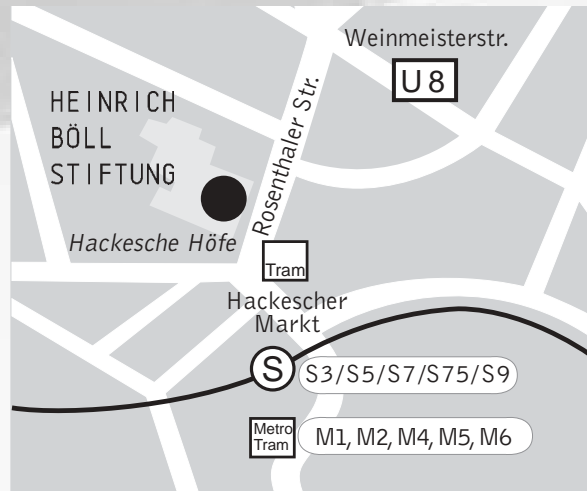 Weinmeisterstr.
U 8
HEINRICH
BÖLL
STIFTUNG
Rosenthaler Str.
Hackesche Höfe
Tram
Hackescher
Markt
S
S3/S5/S7/S75/S9
Metro
Tram
M1, M2, M4, M5, M6